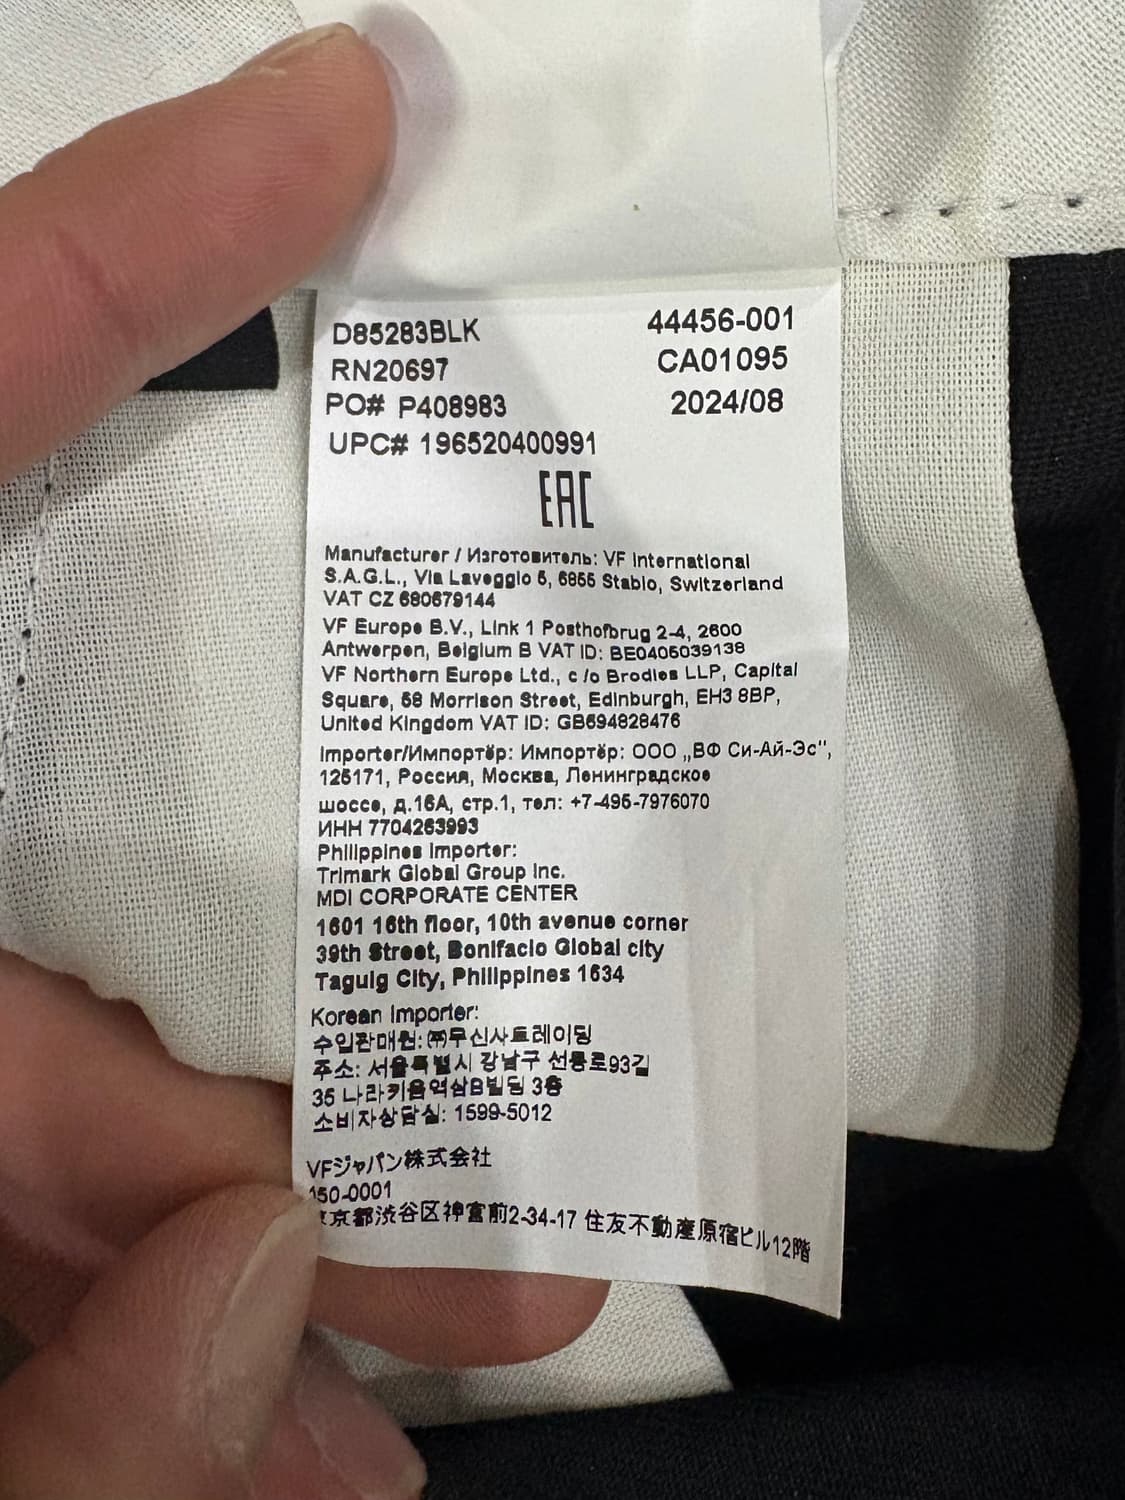 D85283BLK 44456-001
RN20697 CA01095
PO# P408983 2024/08
UPC# 196520400991
EAC
Manufacturer / Изготовитель: VF International
S.A.G.L., Via Laveggio 5, 6855 Stabio, Switzerland
VAT CZ 680679144
VF Europe B.V., Link 1 Posthofbrug 2-4, 2600
Antwerpen, Belgium B VAT ID: BE0405039138
VF Northern Europe Ltd., c /o Brodies LLP, Capital
Square, 58 Morrison Street, Edinburgh, EH3 8BP,
United Kingdom VAT ID: GB694828476
Importer/Импортёр: Импортёр: ООО „ВФ Си-Ай-Эс",
125171, Россия, Москва, Ленинградское
шоссе, д.16А, стр.1, тел: +7-495-7976070
ИНН 7704263993
Philippines Importer:
Trimark Global Group Inc.
MDI CORPORATE CENTER
1601 16th floor, 10th avenue corner
39th Street, Bonifacio Global city
Taguig City, Philippines 1634
Korean Importer:
수입판매원: ㈜무신사트레이딩
주소: 서울특별시 강남구 선릉로93길
35 나라키움역삼B빌딩 3층
소비자상담실: 1599-5012
VFジャパン株式会社
150-0001
東京都渋谷区神宮前2-34-17 住友不動産原宿ビル12階